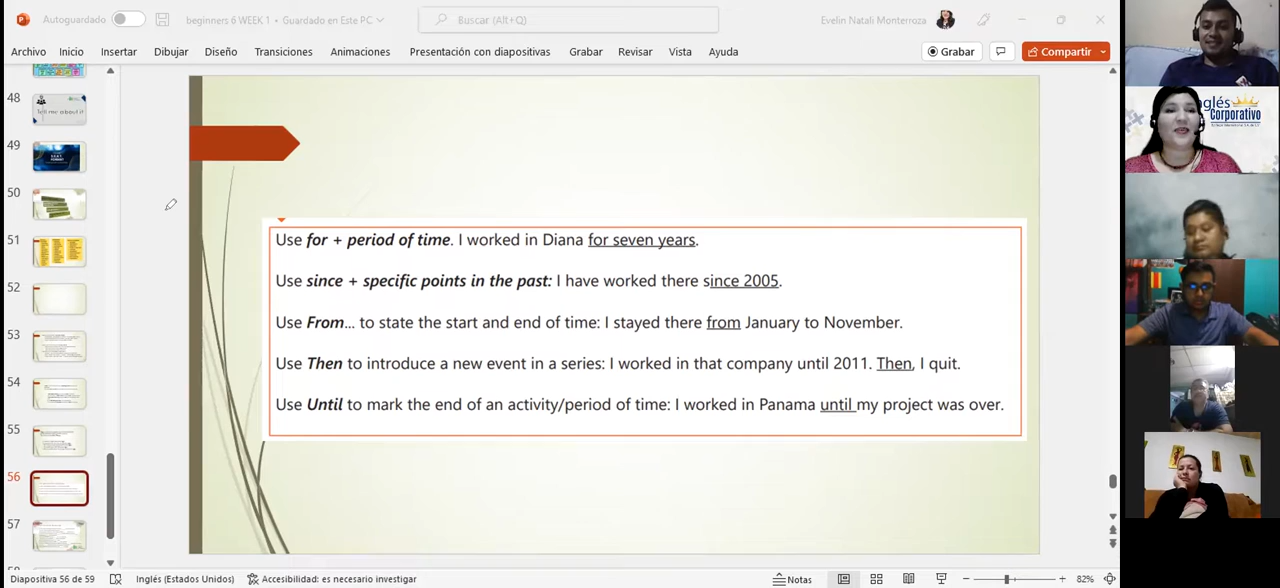 Autoguardado
beginners 6 WEEK 1 • Guardado en Este PC
Buscar (Alt+Q)
Evelin Natali Monterroza
Archivo Inicio Insertar Dibujar Diseño Transiciones Animaciones Presentación con diapositivas Grabar Revisar Vista Ayuda
Grabar
Compartir
48
Tell me about it
49
50
51
52
53
54
55
56
57
Use for + period of time. I worked in Diana for seven years.
Use since + specific points in the past: I have worked there since 2005.
Use From... to state the start and end of time: I stayed there from January to November.
Use Then to introduce a new event in a series: I worked in that company until 2011. Then, I quit.
Use Until to mark the end of an activity/period of time: I worked in Panama until my project was over.
nglés
Corporativo
Diapositiva 56 de 59 Inglés (Estados Unidos) Accesibilidad: es necesario investigar
Notas
82%